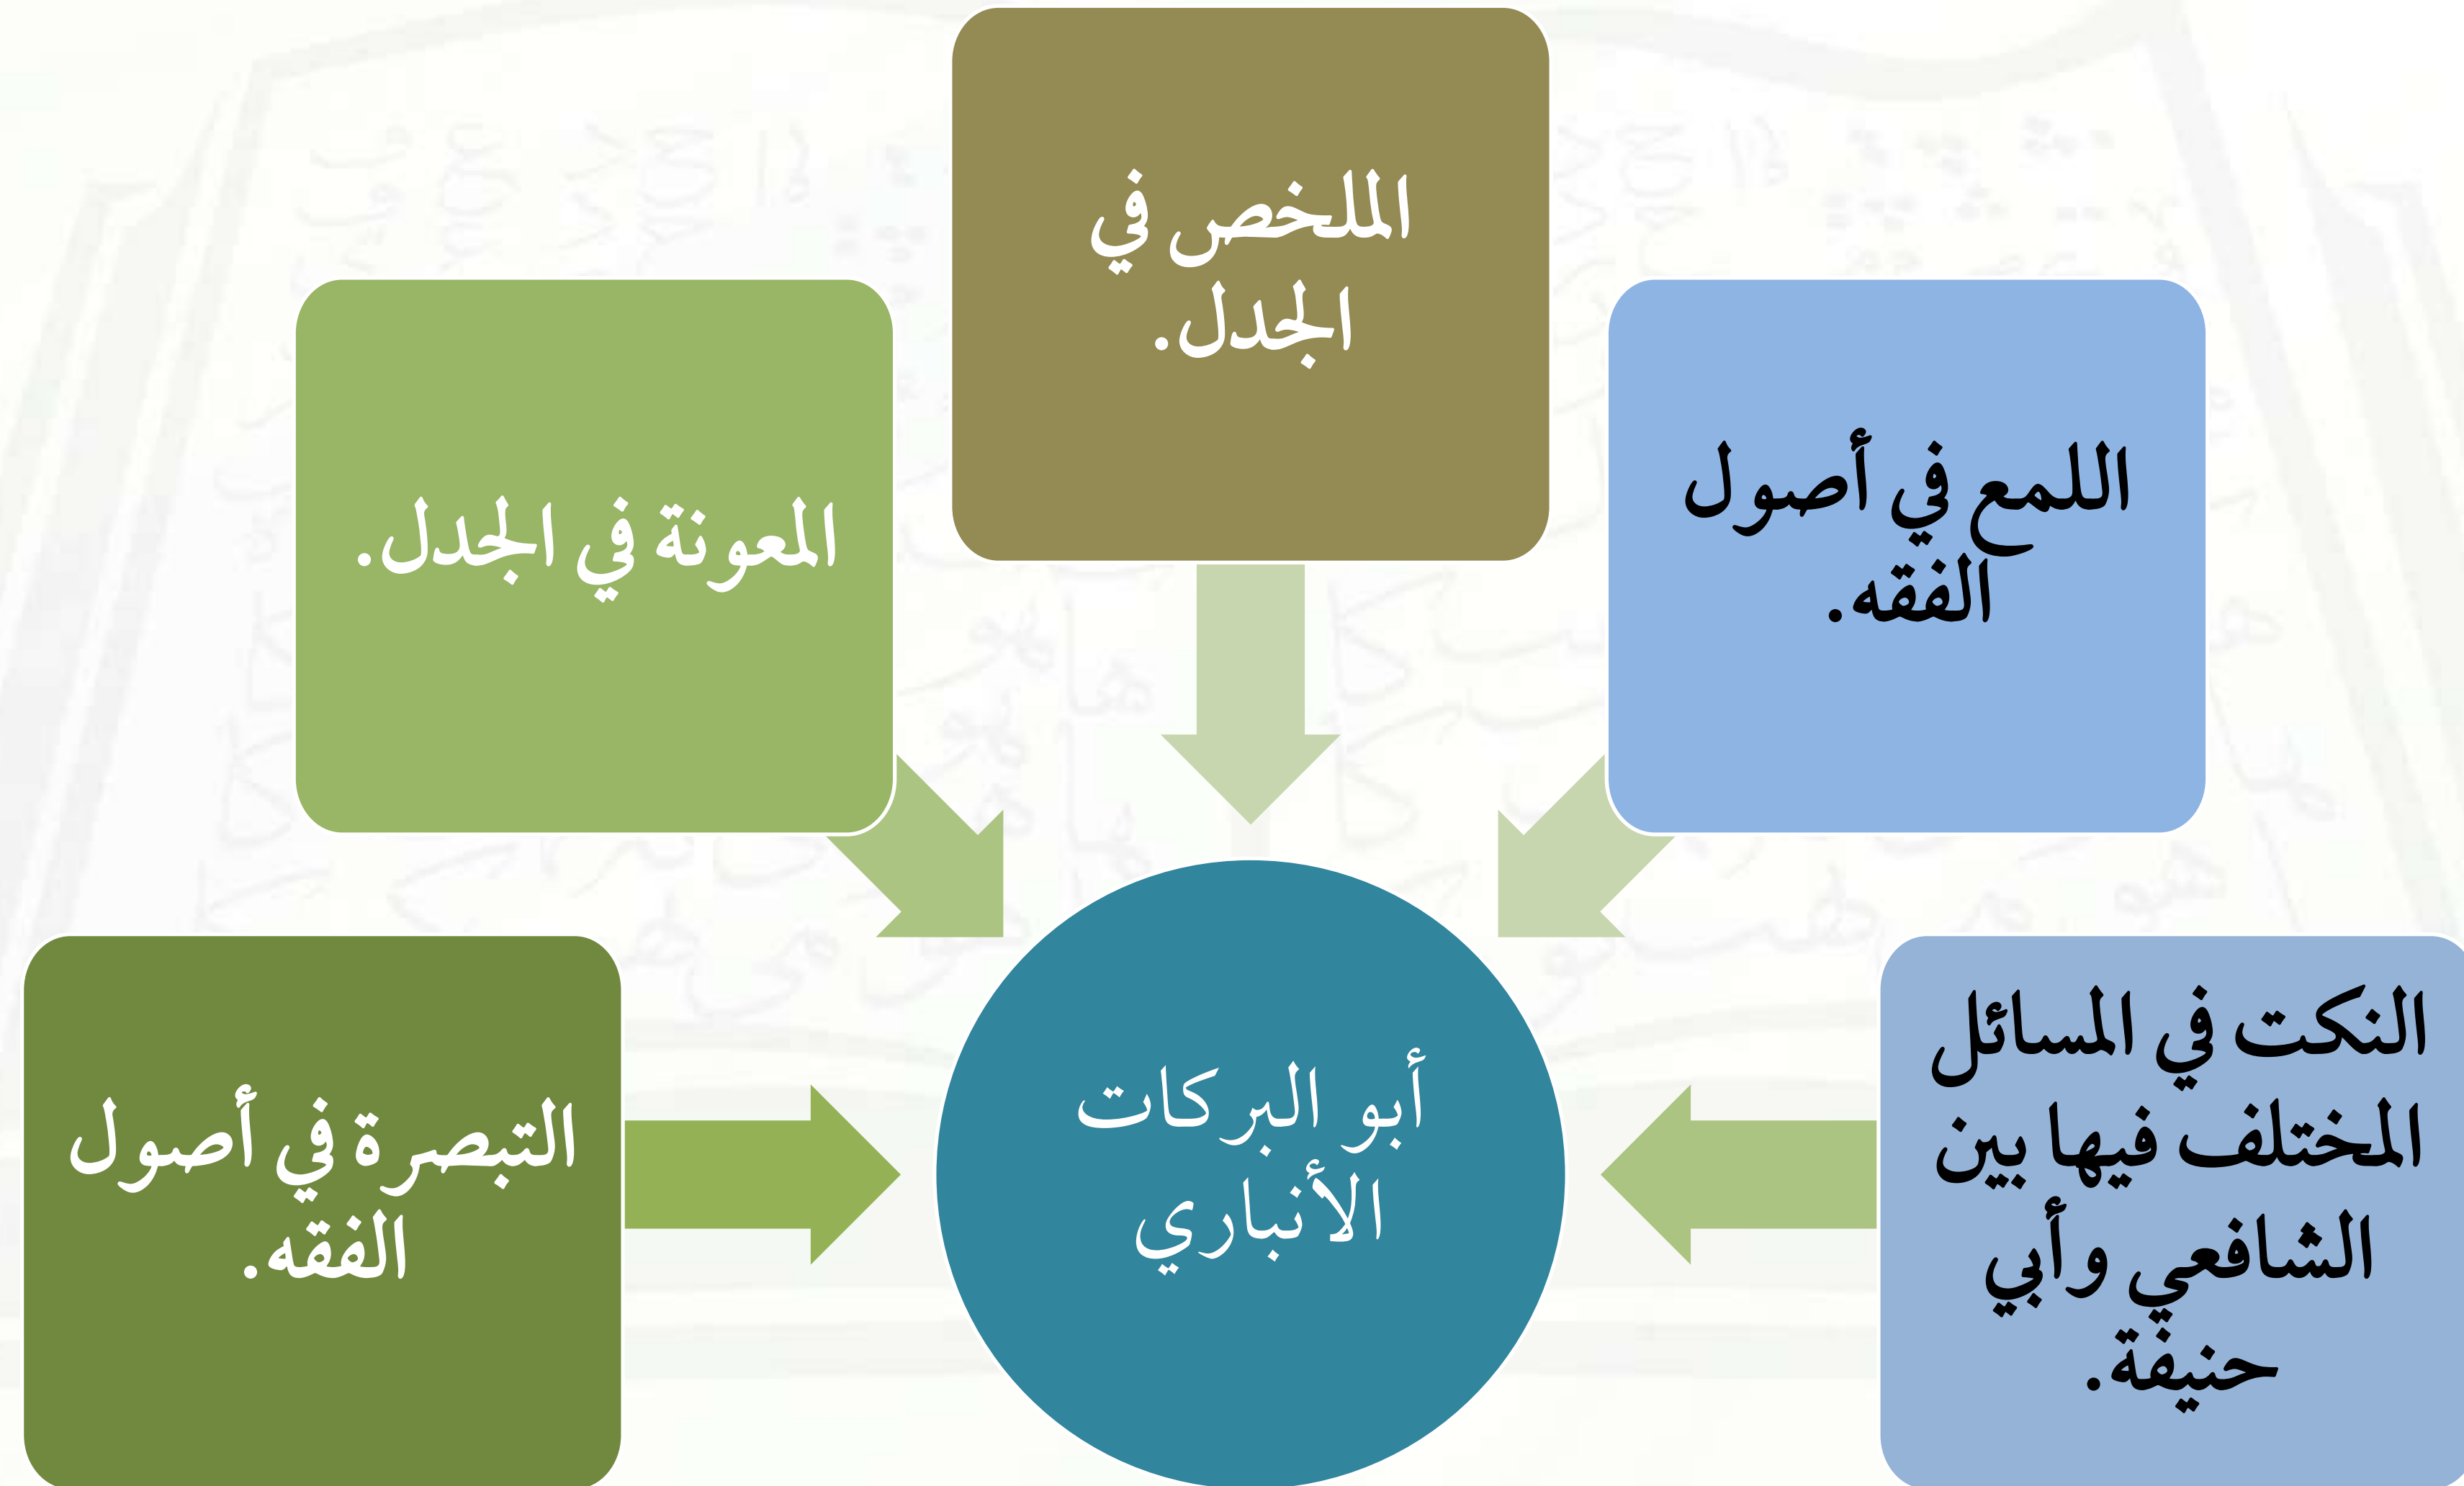 الملخص في
الجدل.
اللمع في أصول
الفقه.
المعونة في الجدل.
النكت في المسائل
المختلف فيها بين
الشافعي وأبي
حنيفة.
أبو البركات
الأنباري
التبصرة في أصول
الفقه.